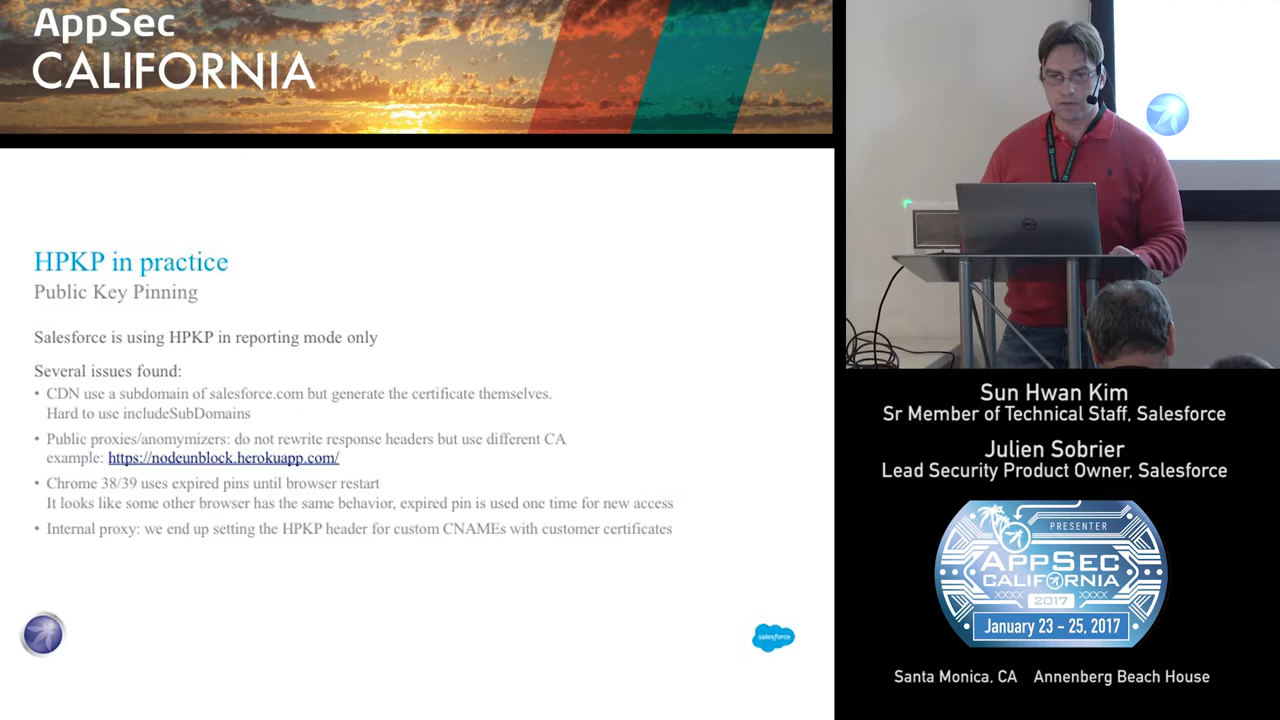 AppSec
CALIFORNIA
HPKP in practice
Public Key Pinning
Salesforce is using HPKP in reporting mode only
Several issues found:
• CDN use a subdomain of salesforce.com but generate the certificate themselves.
Hard to use includeSubDomains
• Public proxies/anonymizers: do not rewrite response headers but use different CA
example: https://nodeunblock.herokuapp.com/
• Chrome 38/39 uses expired pins until browser restart
It looks like some other browser has the same behavior, expired pin is used one time for new access
• Internal proxy: we end up setting the HPKP header for custom CNAMEs with customer certificates
salesforce
Sun Hwan Kim
Sr Member of Technical Staff, Salesforce
Julien Sobrier
Lead Security Product Owner, Salesforce
PRESENTER
APPSEC
CALIFORNIA
2017
January 23 - 25, 2017
Santa Monica, CA Annenberg Beach House